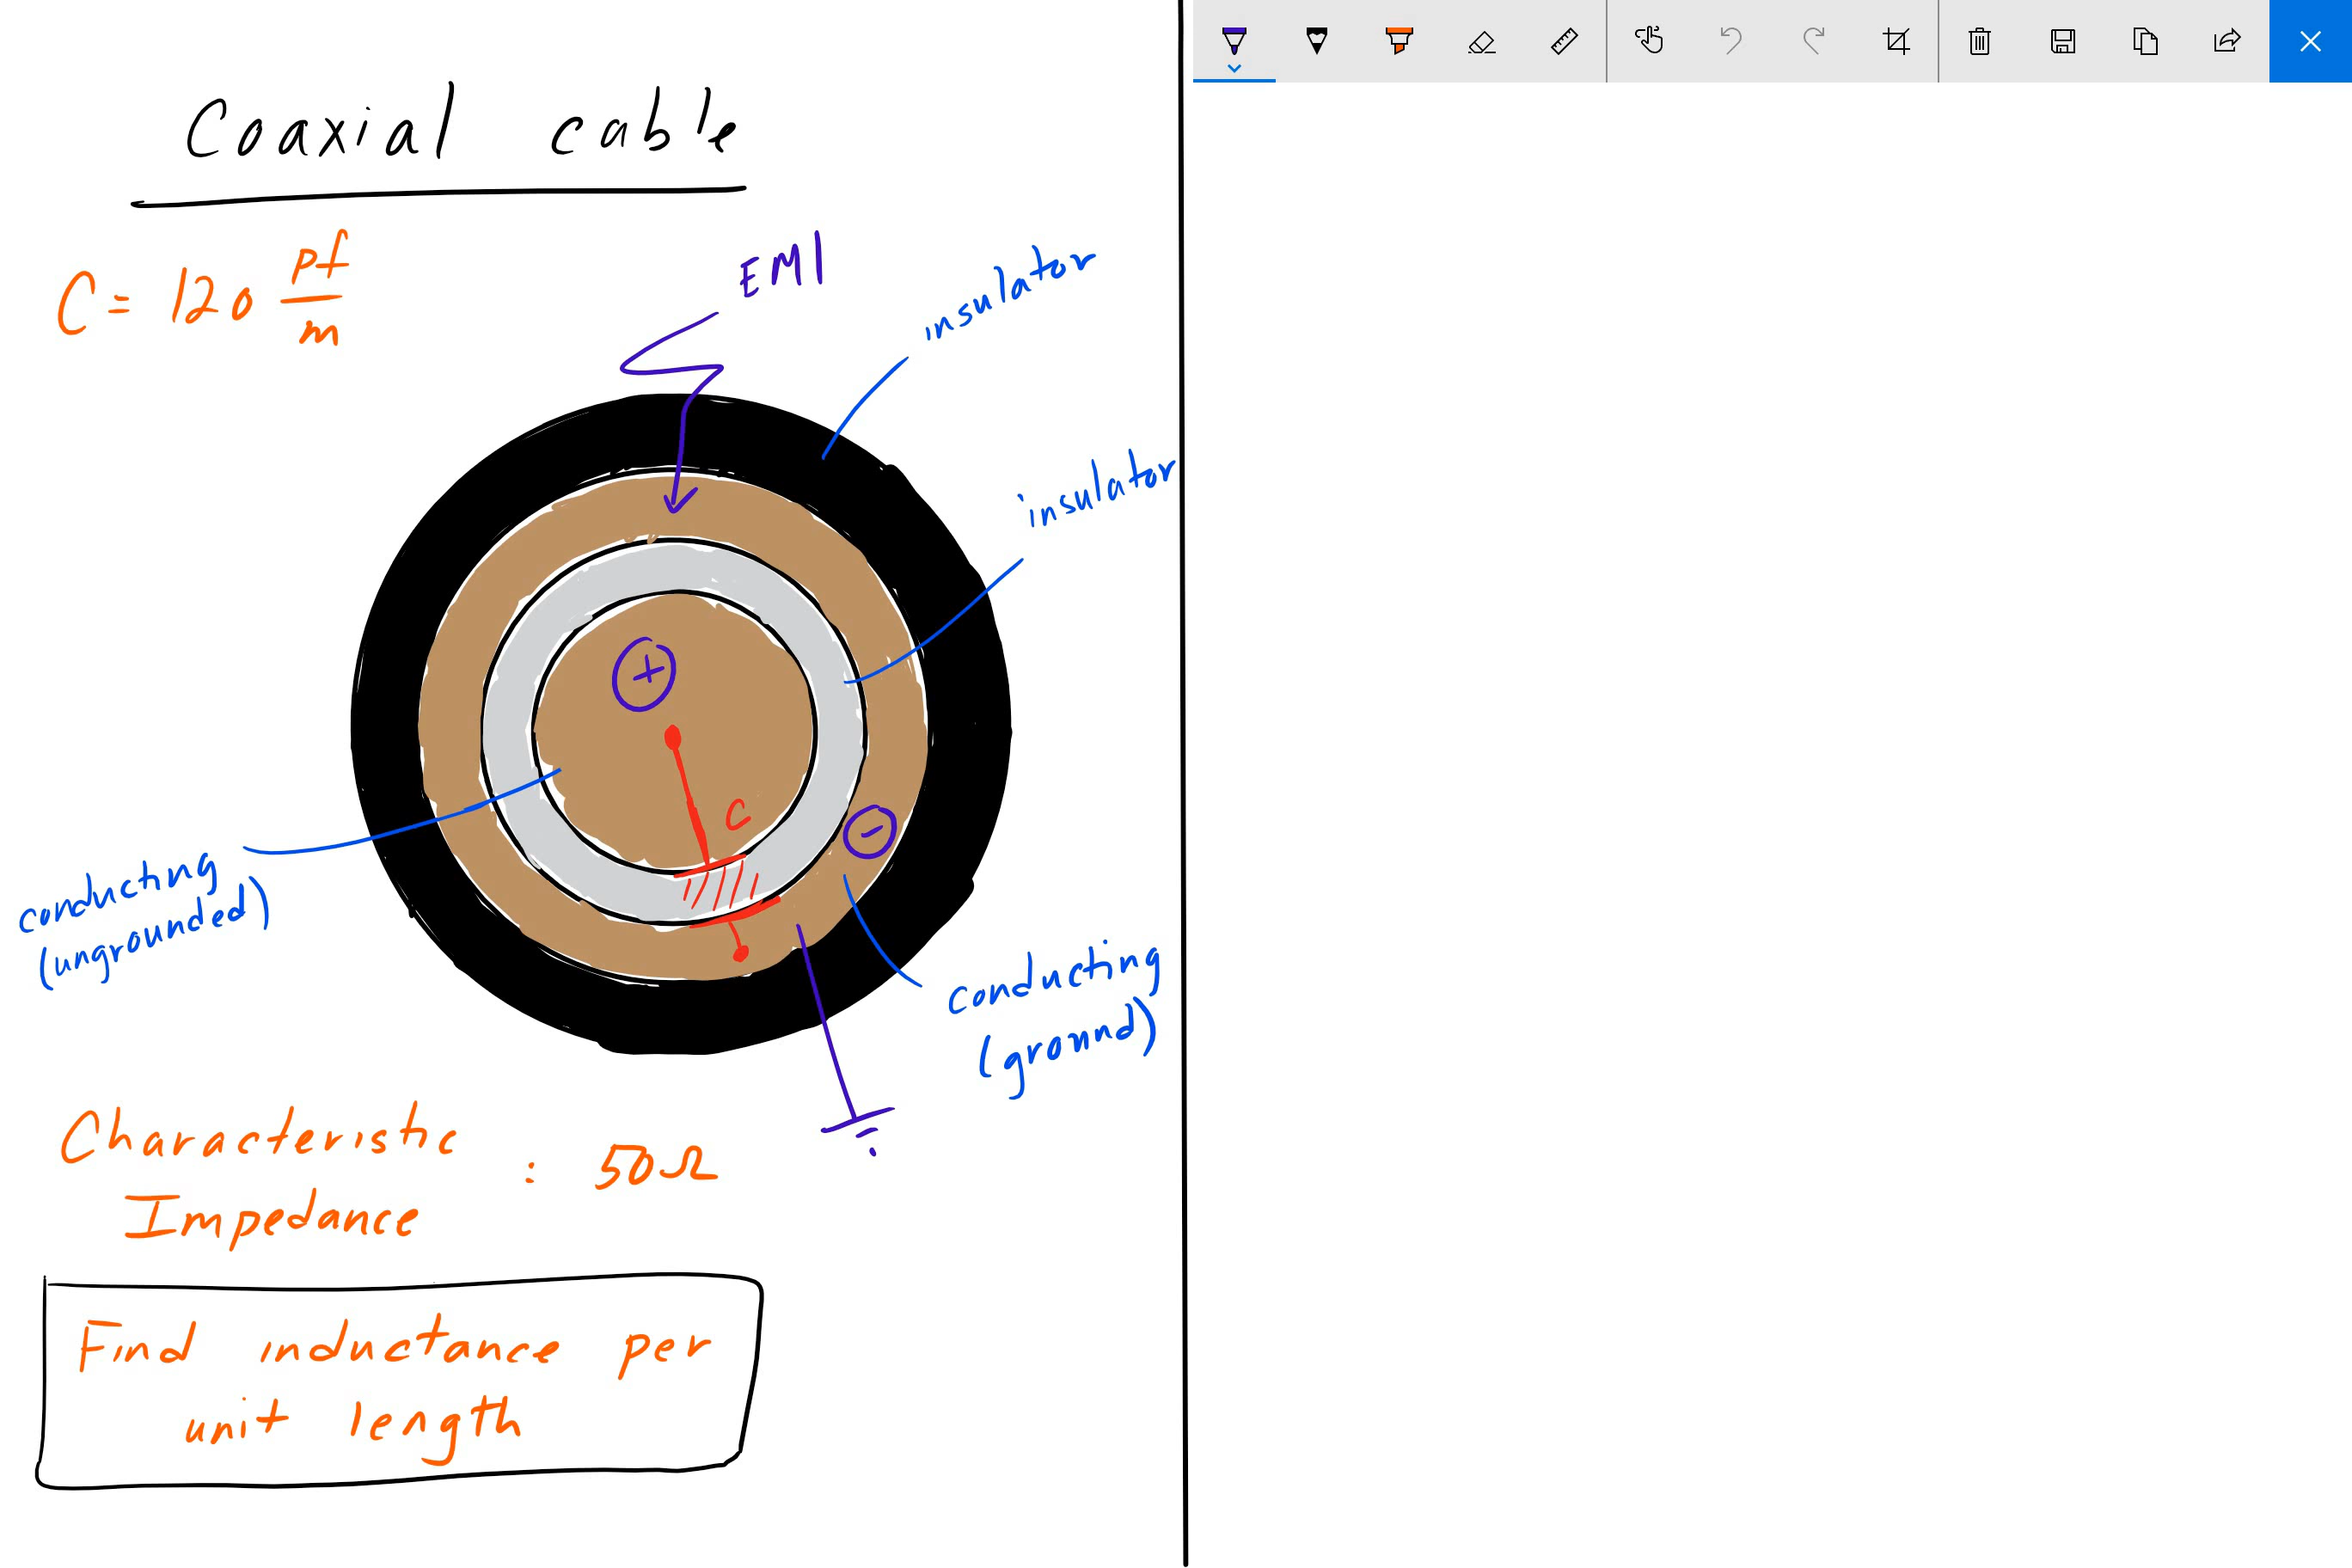 Coaxial cable
C = 120 pf/m
EMI
insulator
insulator
+
C
-
conducting
(ungrounded)
conducting
(ground)
Characteristic
Impedance : 50Ω
Find inductance per
unit length